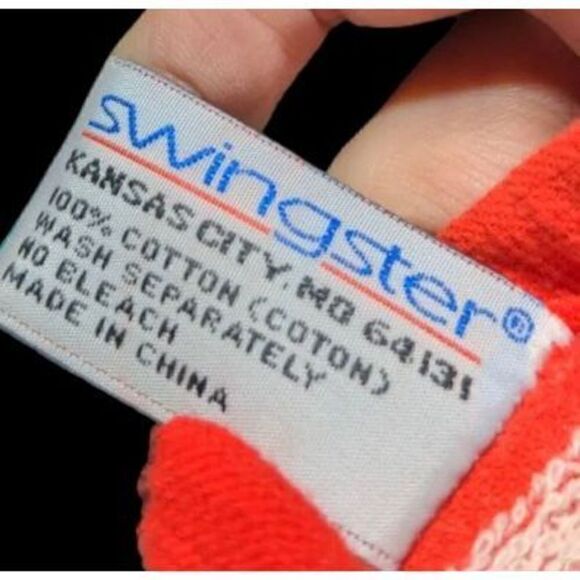 swingster®
KANSAS CITY, MO 64131
100% COTTON (COTON)
WASH SEPARATELY
NO BLEACH
MADE IN CHINA